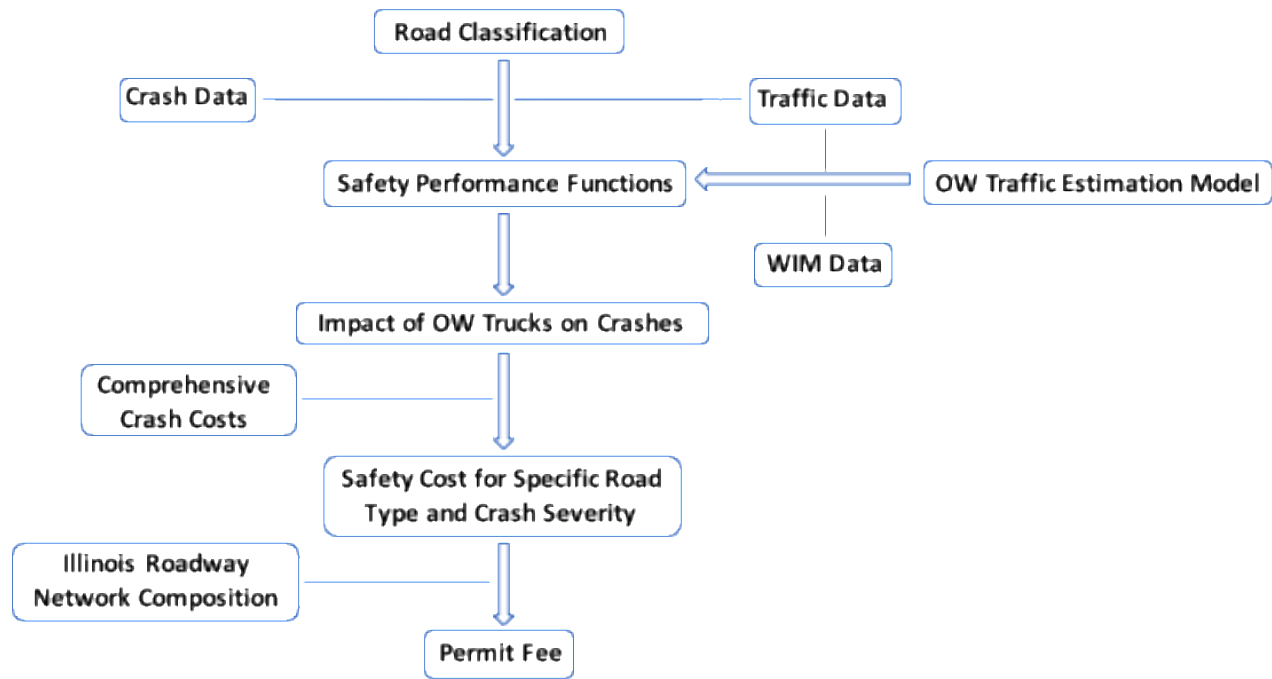 Road Classification
Crash Data
Traffic Data
Safety Performance Functions
OW Traffic Estimation Model
WIM Data
Impact of OW Trucks on Crashes
Comprehensive
Crash Costs
Safety Cost for Specific Road
Type and Crash Severity
Illinois Roadway
Network Composition
Permit Fee